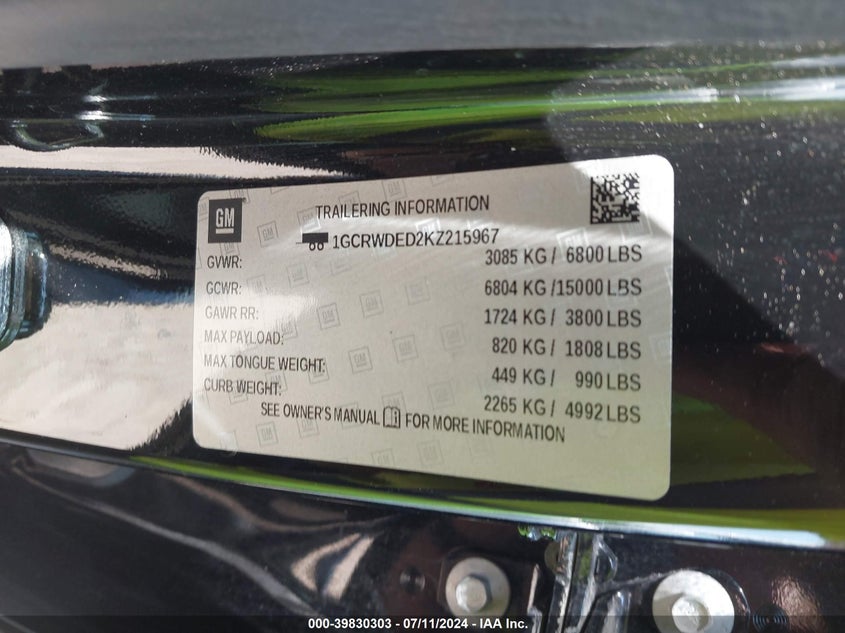 GM
TRAILERING INFORMATION
1GCRWDED2KZ215967
GVWR: 3085 KG / 6800 LBS
GCWR: 6804 KG /15000 LBS
GAWR RR: 1724 KG / 3800 LBS
MAX PAYLOAD: 820 KG / 1808 LBS
MAX TONGUE WEIGHT: 449 KG / 990 LBS
CURB WEIGHT: 2265 KG / 4992 LBS
SEE OWNER'S MANUAL FOR MORE INFORMATION
000-39830303 / 07/11/2024 - IAA Inc.